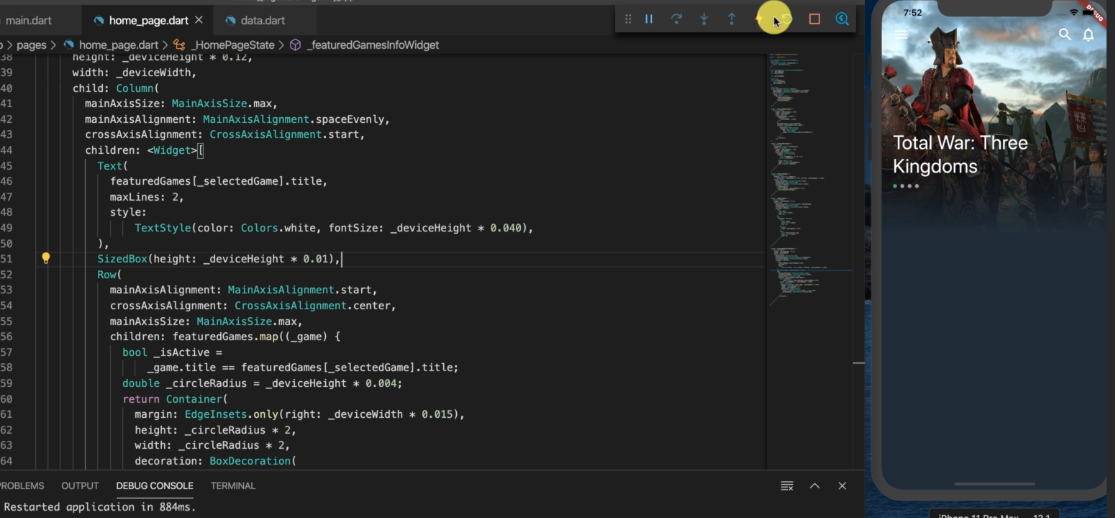 main.dart
home_page.dart
data.dart
pages
home_page.dart
_HomePageState
_featuredGamesInfoWidget
38 height: _deviceHeight * 0.12,
39 width: _deviceWidth,
40 child: Column(
41 mainAxisSize: MainAxisSize.max,
42 mainAxisAlignment: MainAxisAlignment.spaceEvenly,
43 crossAxisAlignment: CrossAxisAlignment.start,
44 children: <Widget>[
45 Text(
46 featuredGames[_selectedGame].title,
47 maxLines: 2,
48 style:
49 TextStyle(color: Colors.white, fontSize: _deviceHeight * 0.040),
50 ),
51 SizedBox(height: _deviceHeight * 0.01),
52 Row(
53 mainAxisAlignment: MainAxisAlignment.start,
54 crossAxisAlignment: CrossAxisAlignment.center,
55 mainAxisSize: MainAxisSize.max,
56 children: featuredGames.map((_game) {
57 bool _isActive =
58 _game.title == featuredGames[_selectedGame].title;
59 double _circleRadius = _deviceHeight * 0.004;
60 return Container(
61 margin: EdgeInsets.only(right: _deviceWidth * 0.015),
62 height: _circleRadius * 2,
63 width: _circleRadius * 2,
64 decoration: BoxDecoration(
PROBLEMS
OUTPUT
DEBUG CONSOLE
TERMINAL
Restarted application in 884ms.
7:52
Total War: Three
Kingdoms
iPhone 11 Pro Max — 13.1